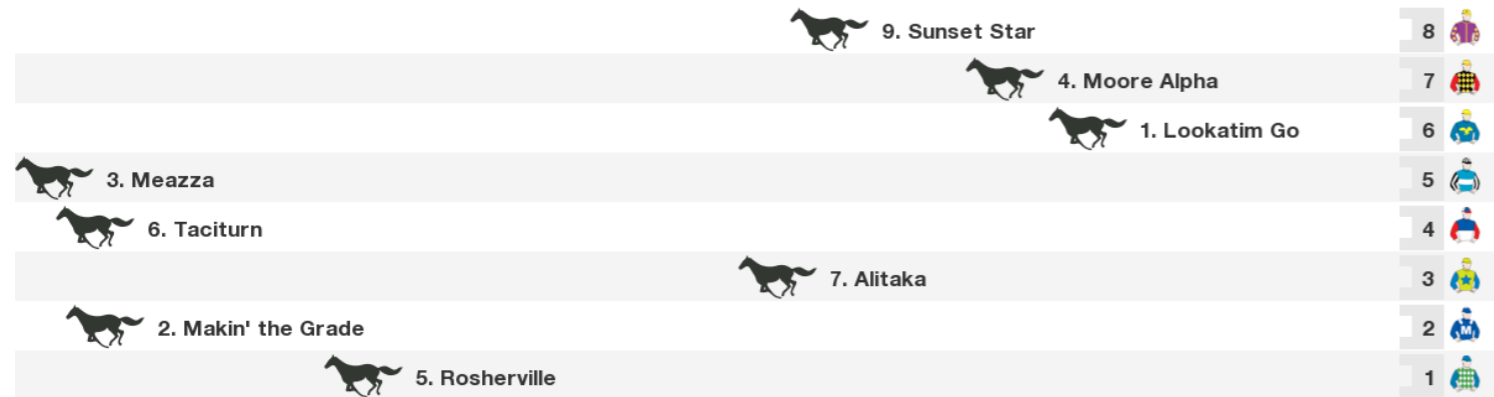 9. Sunset Star 8
4. Moore Alpha 7
1. Lookatim Go 6
3. Meazza 5
6. Taciturn 4
7. Alitaka 3
2. Makin' the Grade 2 M
5. Rosherville 1